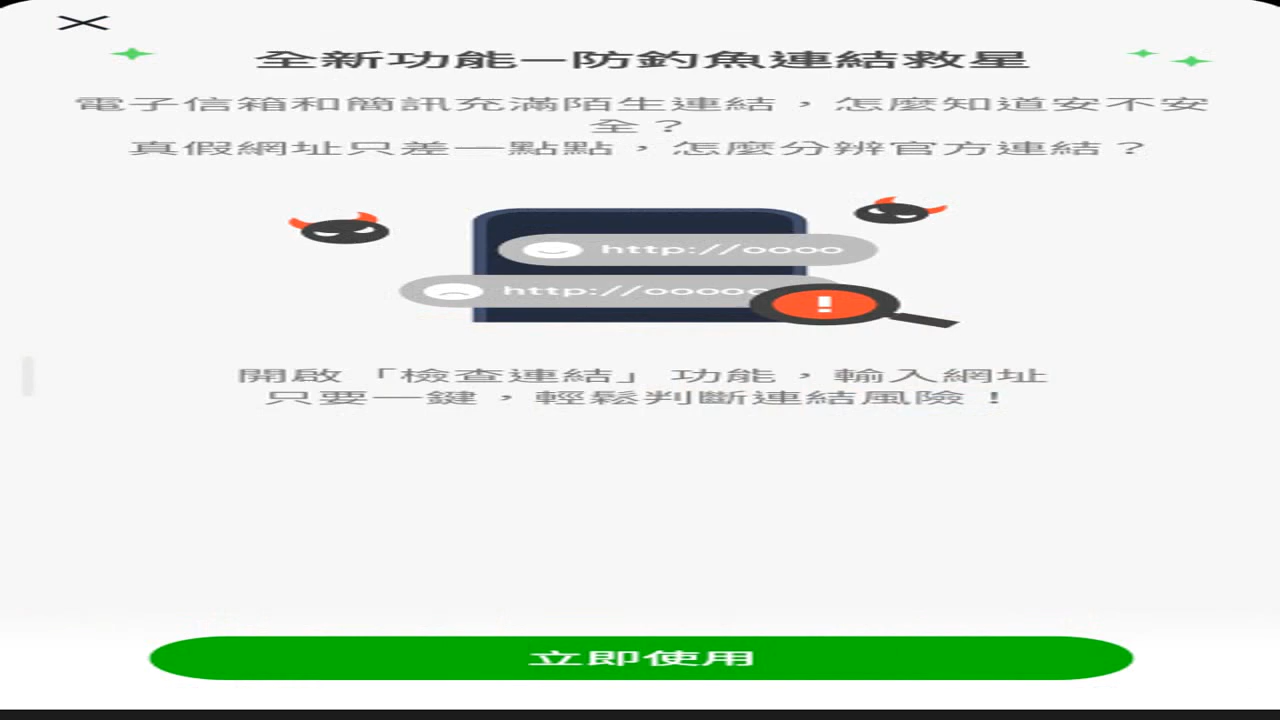 全新功能—防釣魚連結救星
電子信箱和簡訊充滿陌生連結，怎麼知道安不安
全？
真假網址只差一點點，怎麼分辨官方連結？
http://oooo
http://ooooo
!
開啟「檢查連結」功能，輸入網址
只要一鍵，輕鬆判斷連結風險！
立即使用